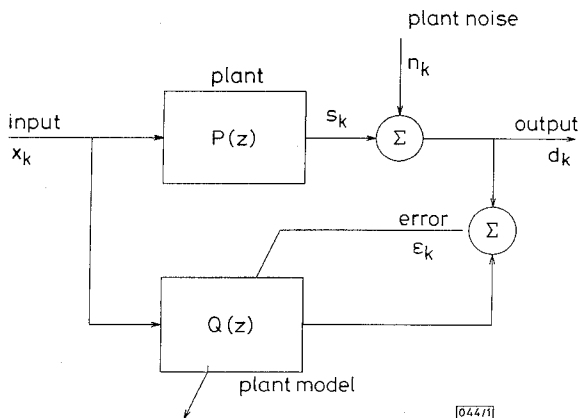 plant noise
n_k
plant
input
x_k
P(z)
s_k
Σ
output
d_k
error
ε_k
Σ
Q(z)
plant model
044/1